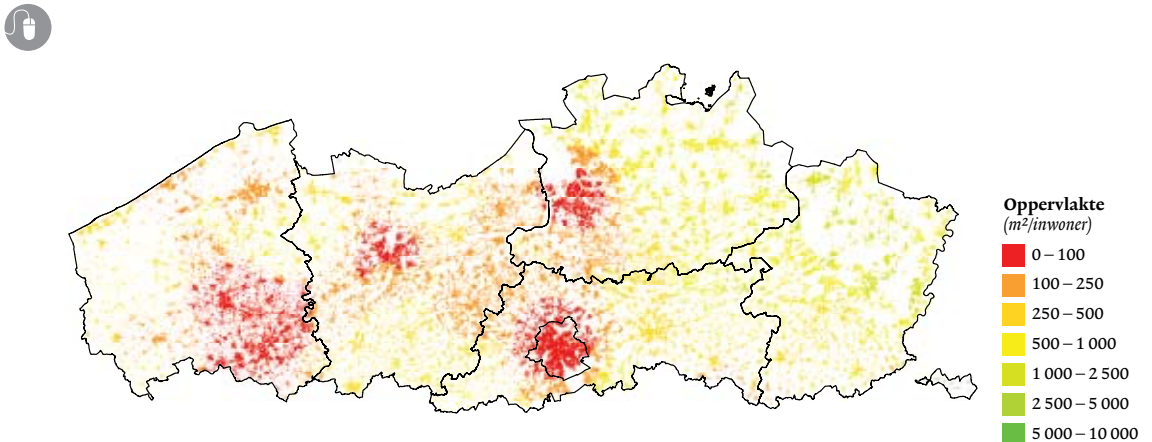 Oppervlakte
(m²/inwoner)
0 – 100
100 – 250
250 – 500
500 – 1 000
1 000 – 2 500
2 500 – 5 000
5 000 – 10 000